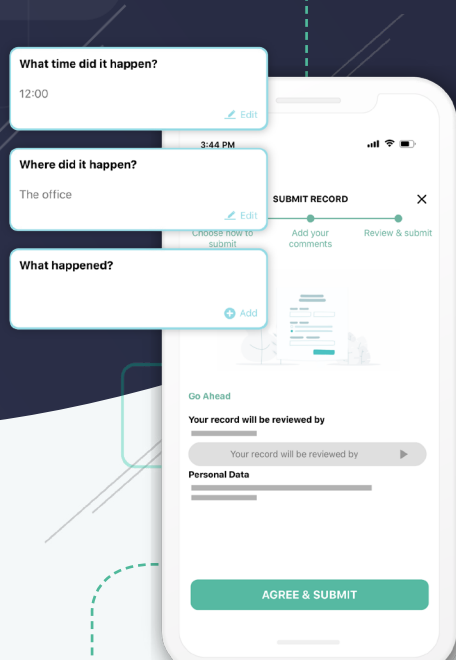 What time did it happen?
12:00
Edit
Where did it happen?
The office
Edit
What happened?
Add
3:44 PM
SUBMIT RECORD
Choose how to
submit
Add your
comments
Review & submit
Go Ahead
Your record will be reviewed by
Your record will be reviewed by
Personal Data
AGREE & SUBMIT